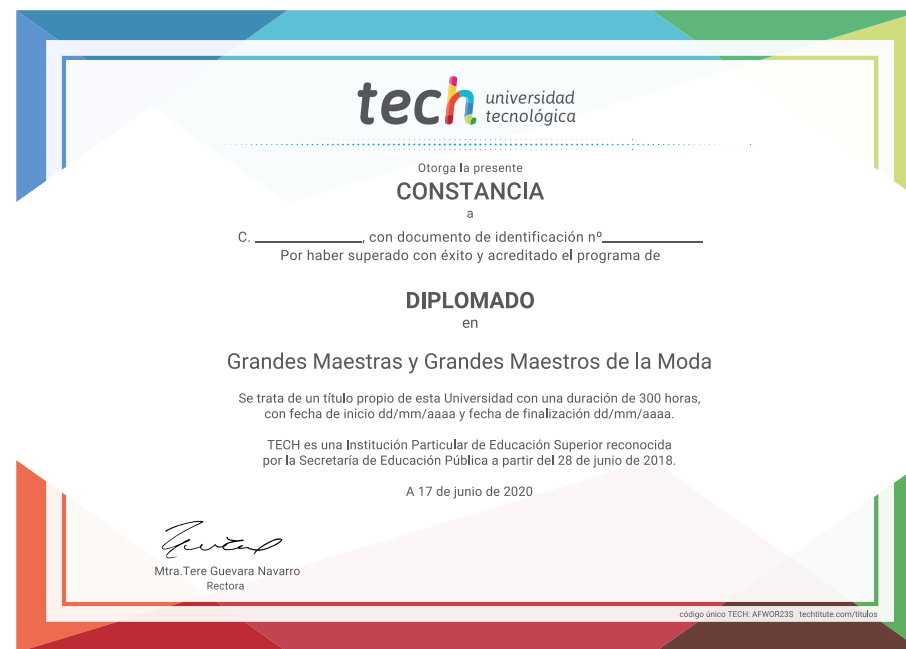 tech universidad
tecnológica
Otorga la presente
CONSTANCIA
a
C. ____________, con documento de identificación nº____________
Por haber superado con éxito y acreditado el programa de
DIPLOMADO
en
Grandes Maestras y Grandes Maestros de la Moda
Se trata de un título propio de esta Universidad con una duración de 300 horas,
con fecha de inicio dd/mm/aaaa y fecha de finalización dd/mm/aaaa.
TECH es una Institución Particular de Educación Superior reconocida
por la Secretaría de Educación Pública a partir del 28 de junio de 2018.
A 17 de junio de 2020
Mtra.Tere Guevara Navarro
Rectora
código único TECH: AFWOR23S techtitute.com/titulos